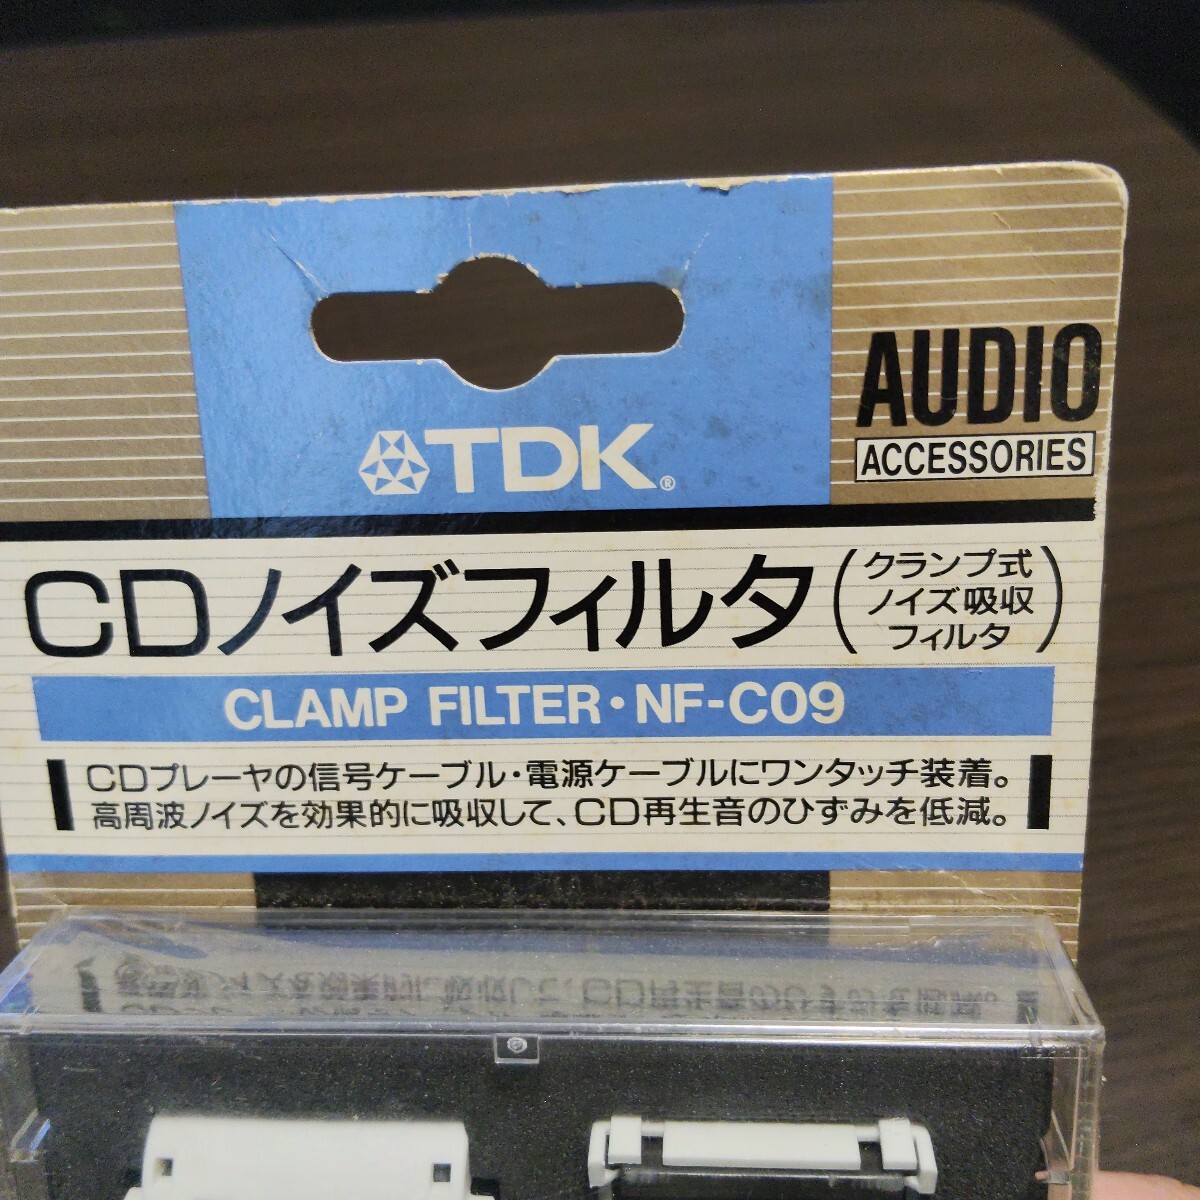 TDK®
AUDIO
ACCESSORIES
CDノイズフィルタ
(クランプ式
ノイズ吸収
フィルタ)
CLAMP FILTER・NF-C09
CDプレーヤの信号ケーブル・電源ケーブルにワンタッチ装着。
高周波ノイズを効果的に吸収して、CD再生音のひずみを低減。